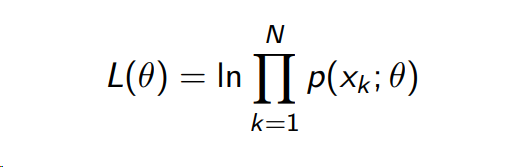 L(θ) = ln ∏_{k=1}^{N} p(x_k; θ)